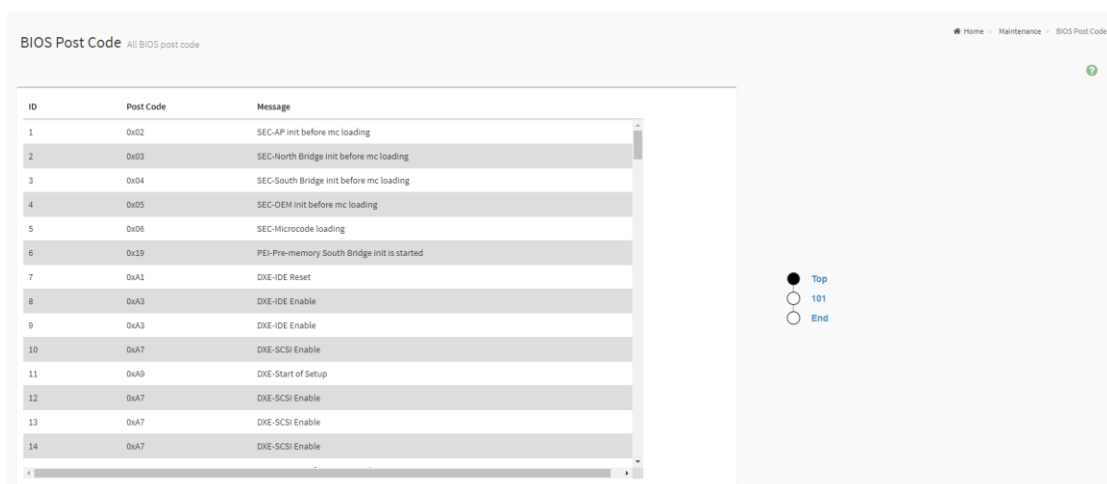 BIOS Post Code All BIOS post code
Home > Maintenance > BIOS Post Code
ID Post Code Message
1 0x02 SEC-AP init before mc loading
2 0x03 SEC-North Bridge init before mc loading
3 0x04 SEC-South Bridge init before mc loading
4 0x05 SEC-OEM init before mc loading
5 0x06 SEC-Microcode loading
6 0x19 PEI-Pre-memory South Bridge init is started
7 0xA1 DXE-IDE Reset
8 0xA3 DXE-IDE Enable
9 0xA3 DXE-IDE Enable
10 0xA7 DXE-SCSI Enable
11 0xA9 DXE-Start of Setup
12 0xA7 DXE-SCSI Enable
13 0xA7 DXE-SCSI Enable
14 0xA7 DXE-SCSI Enable
Top
101
End